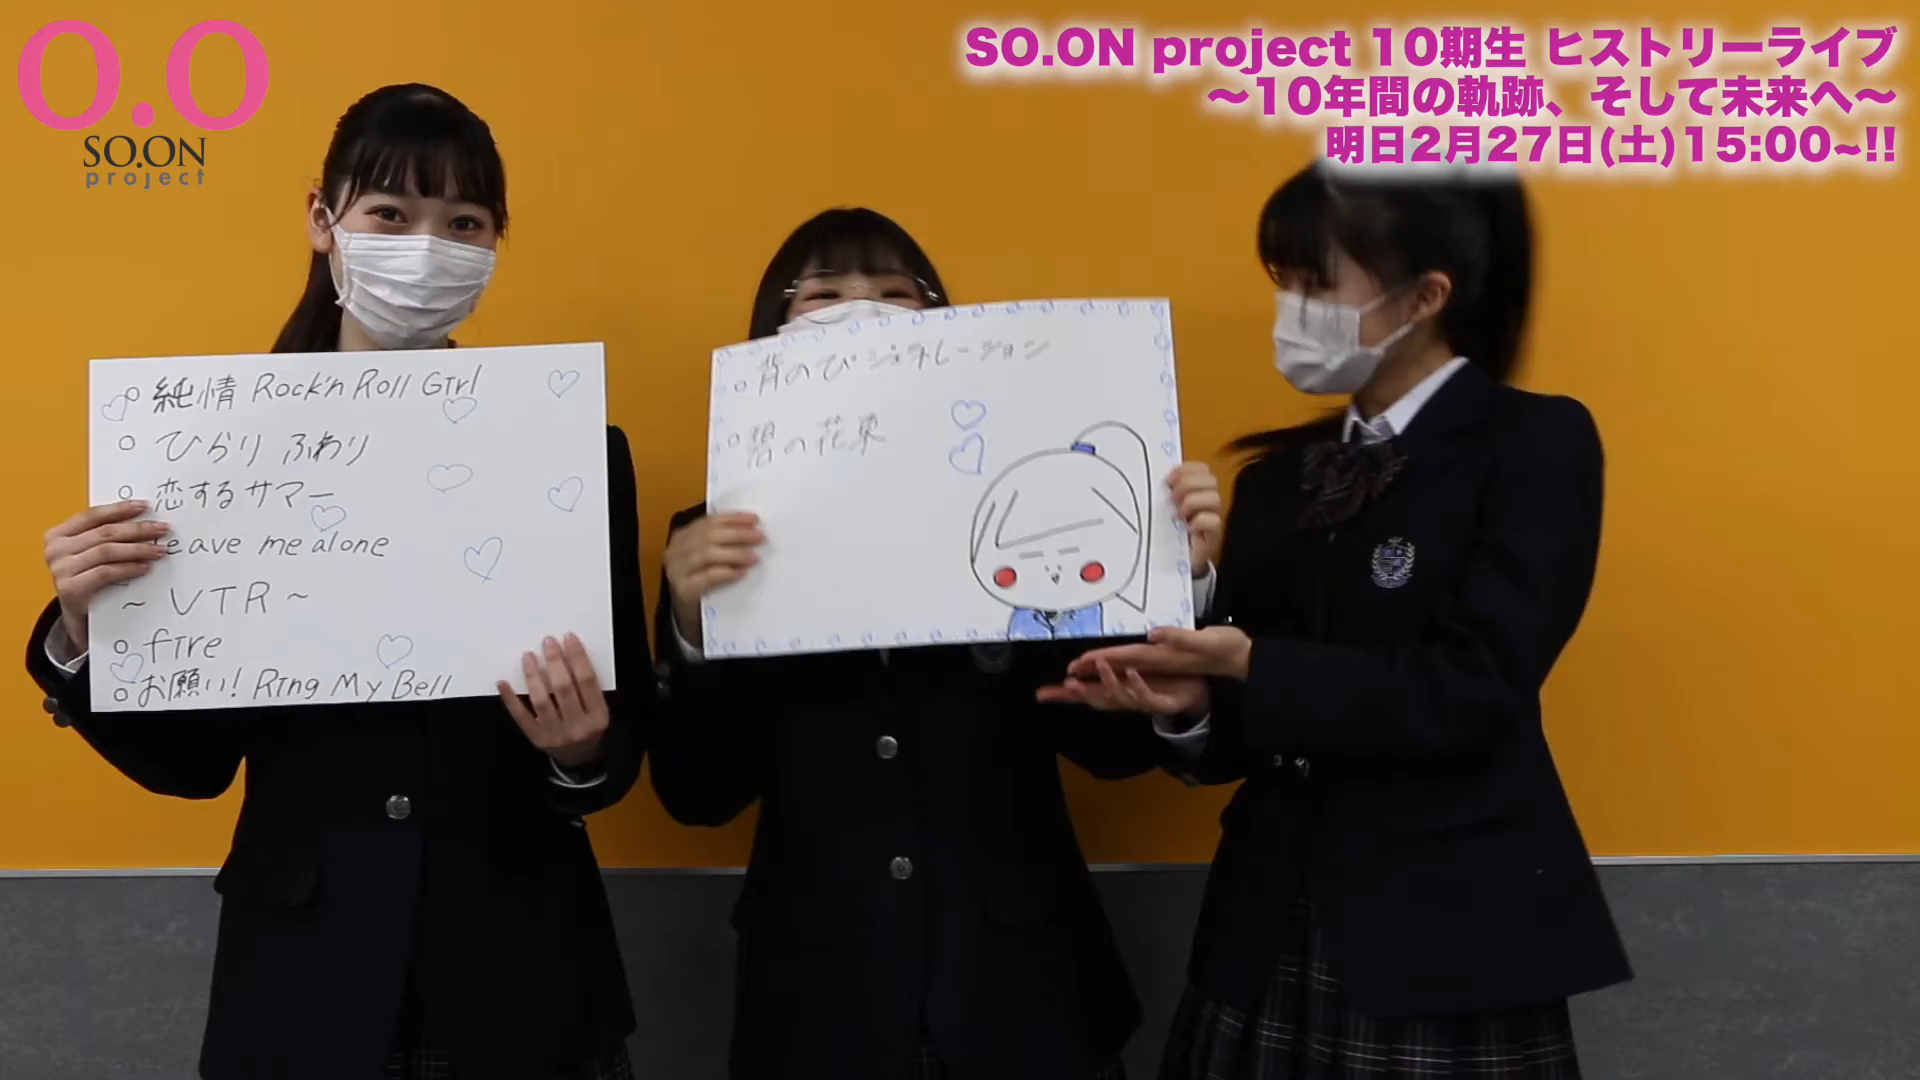 O.O
SO.ON
project
SO.ON project 10期生 ヒストリーライブ
〜10年間の軌跡、そして未来へ〜
明日2月27日(土)15:00~!!
○ 純情 Rock'n Roll Girl
○ ひらり ふわり
○ 恋するサマー
leave me alone
~ VTR ~
○ fire
○ お願い! Ring My Bell
○ 背のびジェネレーション
○ 碧の花束